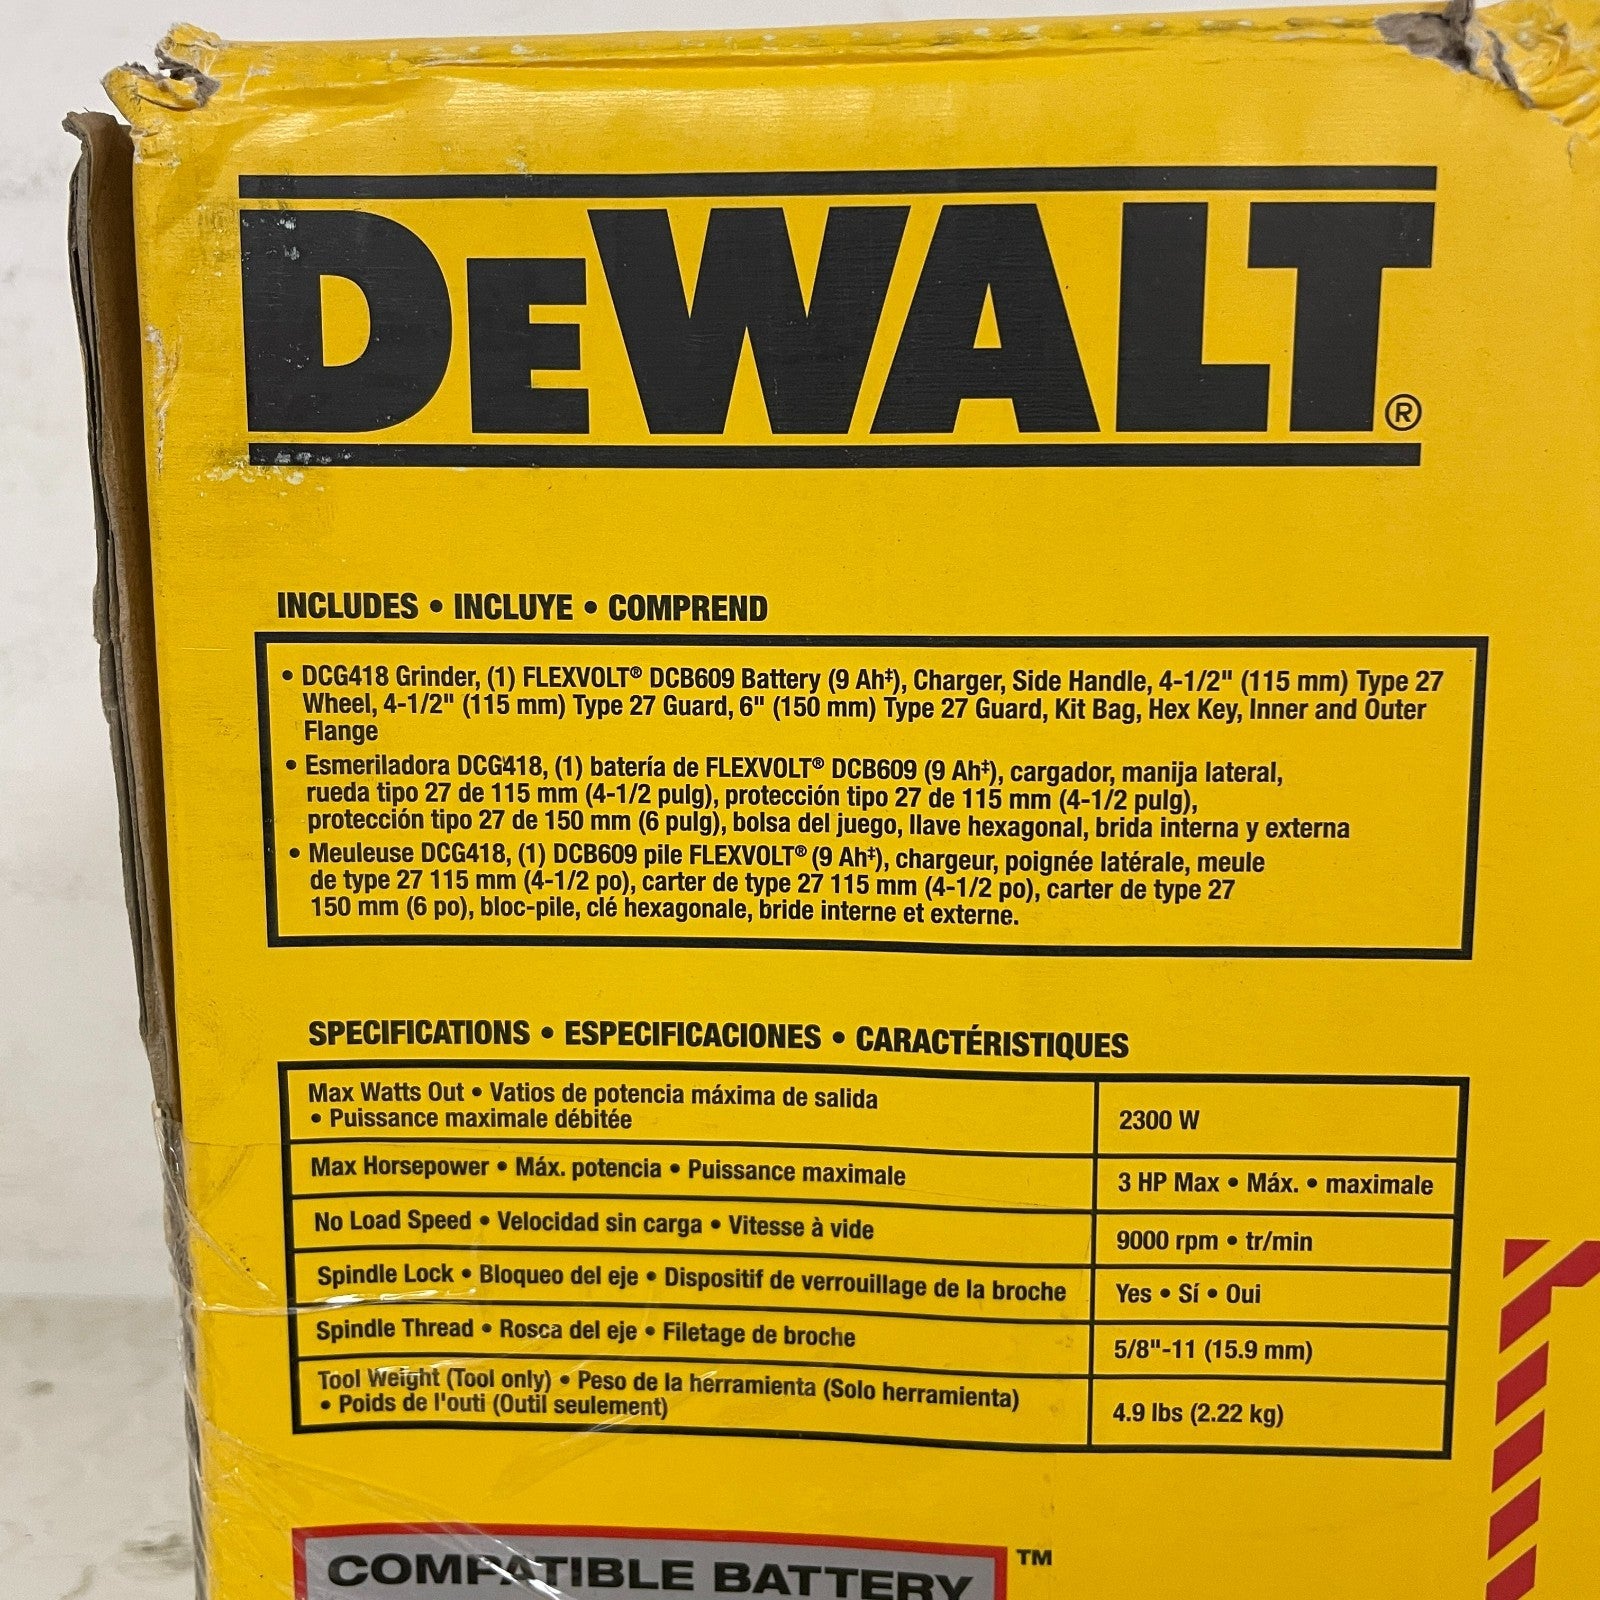 DEWALT®
INCLUDES • INCLUYE • COMPREND
• DCG418 Grinder, (1) FLEXVOLT® DCB609 Battery (9 Ah‡), Charger, Side Handle, 4-1/2" (115 mm) Type 27
Wheel, 4-1/2" (115 mm) Type 27 Guard, 6" (150 mm) Type 27 Guard, Kit Bag, Hex Key, Inner and Outer
Flange
• Esmeriladora DCG418, (1) batería de FLEXVOLT® DCB609 (9 Ah‡), cargador, manija lateral,
rueda tipo 27 de 115 mm (4-1/2 pulg), protección tipo 27 de 115 mm (4-1/2 pulg),
protección tipo 27 de 150 mm (6 pulg), bolsa del juego, llave hexagonal, brida interna y externa
• Meuleuse DCG418, (1) DCB609 pile FLEXVOLT® (9 Ah‡), chargeur, poignée latérale, meule
de type 27 115 mm (4-1/2 po), carter de type 27 115 mm (4-1/2 po), carter de type 27
150 mm (6 po), bloc-pile, clé hexagonale, bride interne et externe.
SPECIFICATIONS • ESPECIFICACIONES • CARACTÉRISTIQUES
Max Watts Out • Vatios de potencia máxima de salida
• Puissance maximale débitée
2300 W
Max Horsepower • Máx. potencia • Puissance maximale
3 HP Max • Máx. • maximale
No Load Speed • Velocidad sin carga • Vitesse à vide
9000 rpm • tr/min
Spindle Lock • Bloqueo del eje • Dispositif de verrouillage de la broche
Yes • Sí • Oui
Spindle Thread • Rosca del eje • Filetage de broche
5/8"-11 (15.9 mm)
Tool Weight (Tool only) • Peso de la herramienta (Solo herramienta)
• Poids de l'outi (Outil seulement)
4.9 lbs (2.22 kg)
COMPATIBLE BATTERY ™